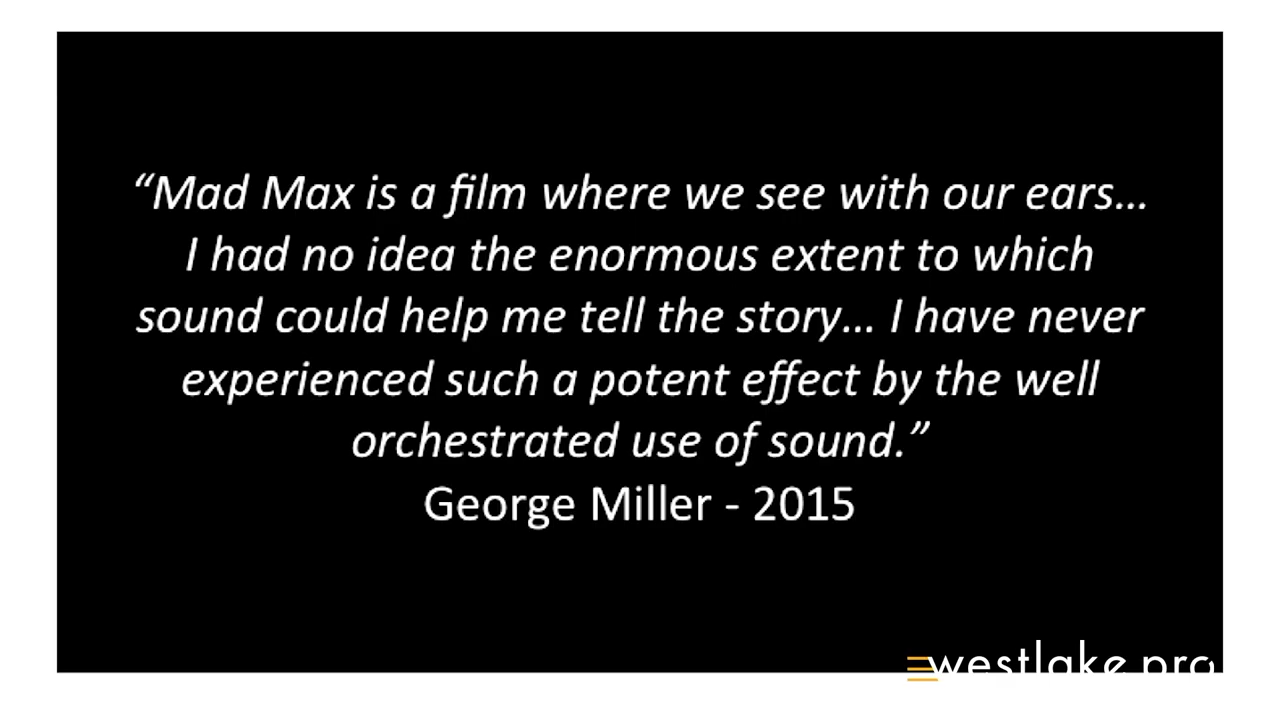 “Mad Max is a film where we see with our ears…
I had no idea the enormous extent to which
sound could help me tell the story… I have never
experienced such a potent effect by the well
orchestrated use of sound.”
George Miller - 2015
westlake pro